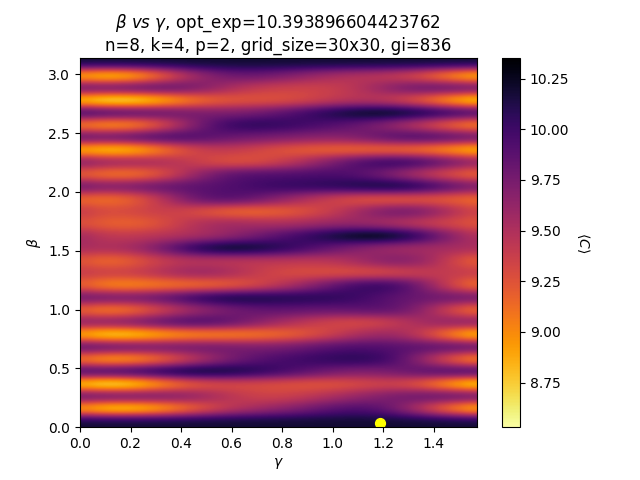 β vs γ, opt_exp=10.393896604423762
n=8, k=4, p=2, grid_size=30x30, gi=836
3.0
2.5
2.0
1.5
1.0
0.5
0.0
β
0.0 0.2 0.4 0.6 0.8 1.0 1.2 1.4
γ
10.25
10.00
9.75
9.50
9.25
9.00
8.75
⟨C⟩